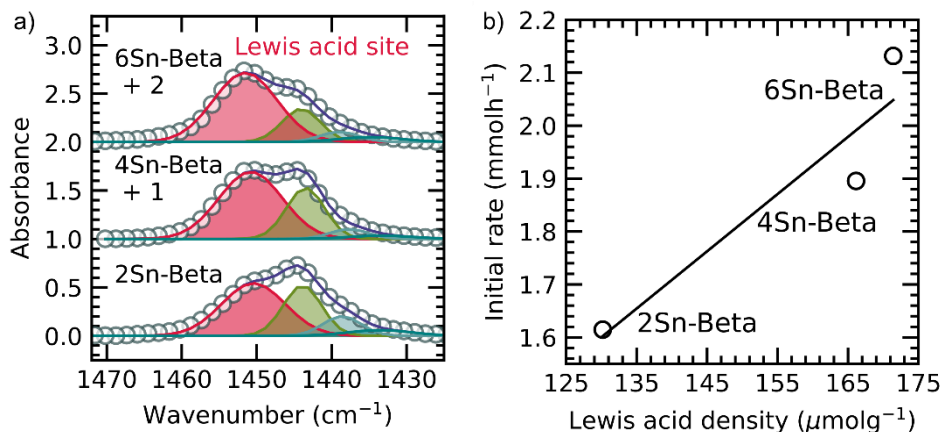 a)
Absorbance
3.0
2.5
2.0
1.5
1.0
0.5
0.0
Lewis acid site
6Sn-Beta
+ 2
4Sn-Beta
+ 1
2Sn-Beta
1470
1460
1450
1440
1430
Wavenumber (cm⁻¹)
b)
Initial rate (mmolh⁻¹)
2.2
2.1
2.0
1.9
1.8
1.7
1.6
6Sn-Beta
4Sn-Beta
2Sn-Beta
125
135
145
155
165
175
Lewis acid density (μmolg⁻¹)